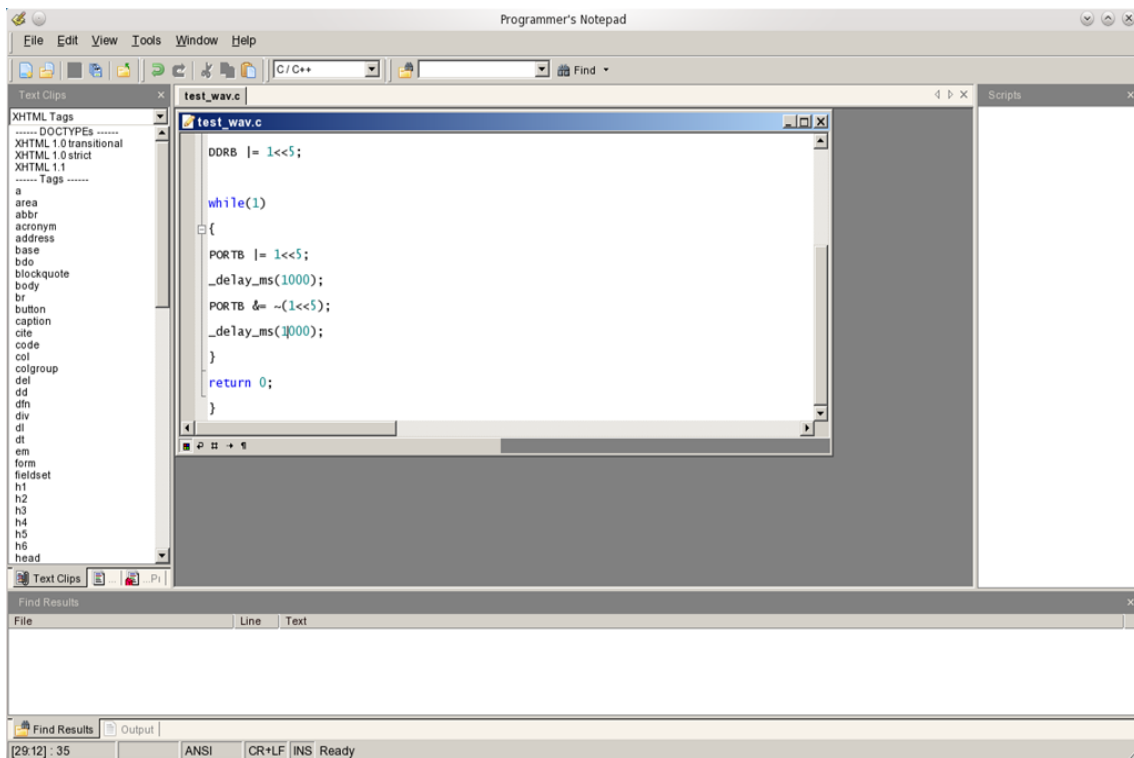 Programmer's Notepad
File Edit View Tools Window Help
C / C++ Find
Text Clips
XHTML Tags
------ DOCTYPEs ------
XHTML 1.0 transitional
XHTML 1.0 strict
XHTML 1.1
------ Tags ------
a
area
abbr
acronym
address
base
bdo
blockquote
body
br
button
caption
cite
code
col
colgroup
del
dd
dfn
div
dl
dt
em
form
fieldset
h1
h2
h3
h4
h5
h6
head
Text Clips ... ...Pr
test_wav.c
test_wav.c
DDRB |= 1<<5;
while(1)
{
PORTB |= 1<<5;
_delay_ms(1000);
PORTB &= ~(1<<5);
_delay_ms(1000);
}
return 0;
}
Scripts
Find Results
File Line Text
Find Results Output
[29:12] : 35 ANSI CR+LF INS Ready